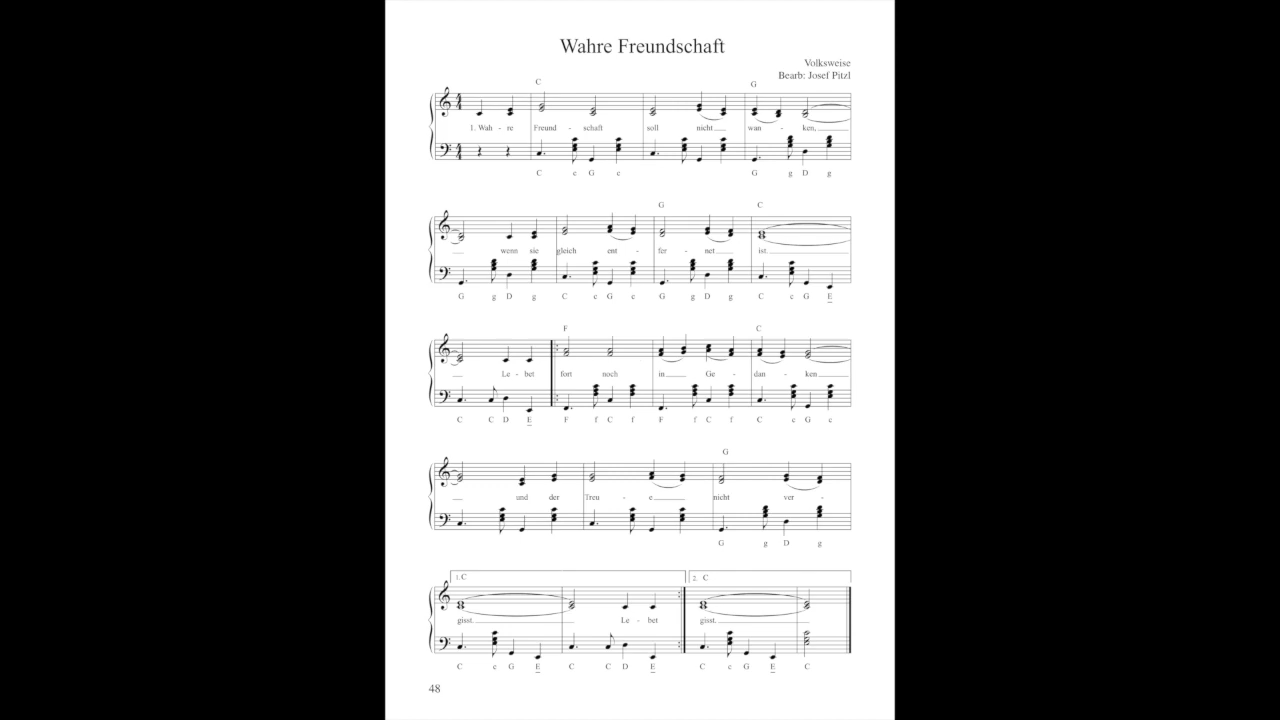 Wahre Freundschaft
Volksweise
Bearb: Josef Pitzl
C G
1. Wah - re Freund - schaft soll nicht wan - ken,
C c G c G g D g
G C
wenn sie gleich ent - fer - net ist.
G g D g C c G c G g D g C c G E
F C
Le - bet fort noch in Ge - dan - ken
C C D E F f C f F f C f C c G c
G
und der Treu - e nicht ver -
G g D g
1. C 2. C
gisst. Le - bet gisst.
C c G E C C D E C c G E C
48